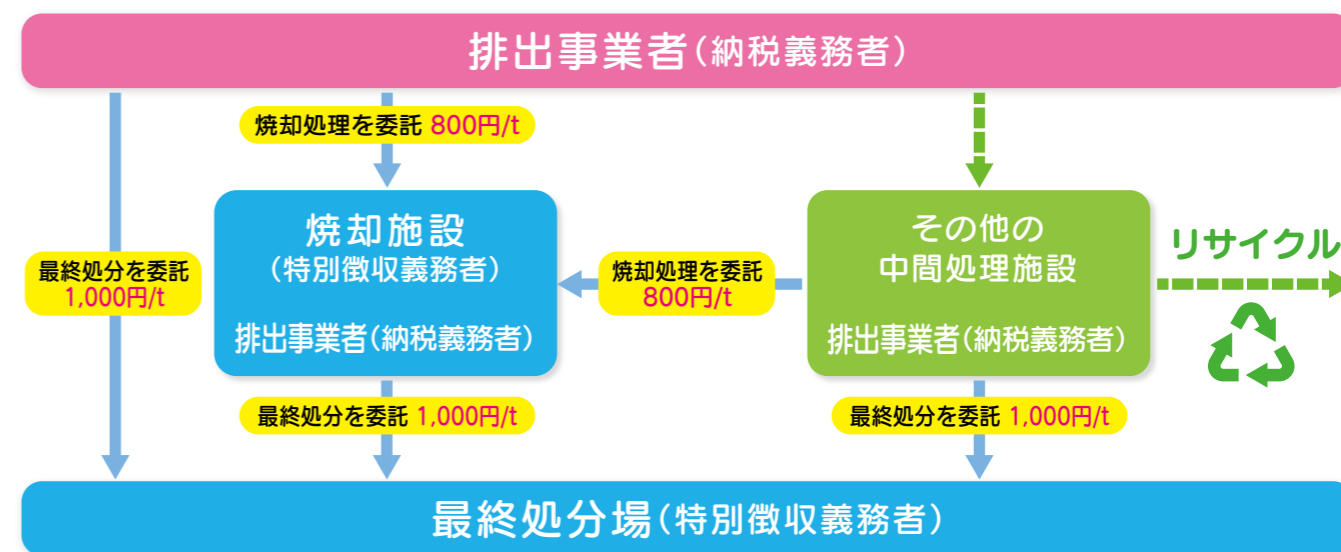 排出事業者(納税義務者)
焼却処理を委託 800円/t
最終処分を委託
1,000円/t
焼却施設
(特別徴収義務者)
排出事業者(納税義務者)
焼却処理を委託
800円/t
その他の
中間処理施設
排出事業者(納税義務者)
リサイクル
最終処分を委託 1,000円/t
最終処分を委託 1,000円/t
最終処分場(特別徴収義務者)